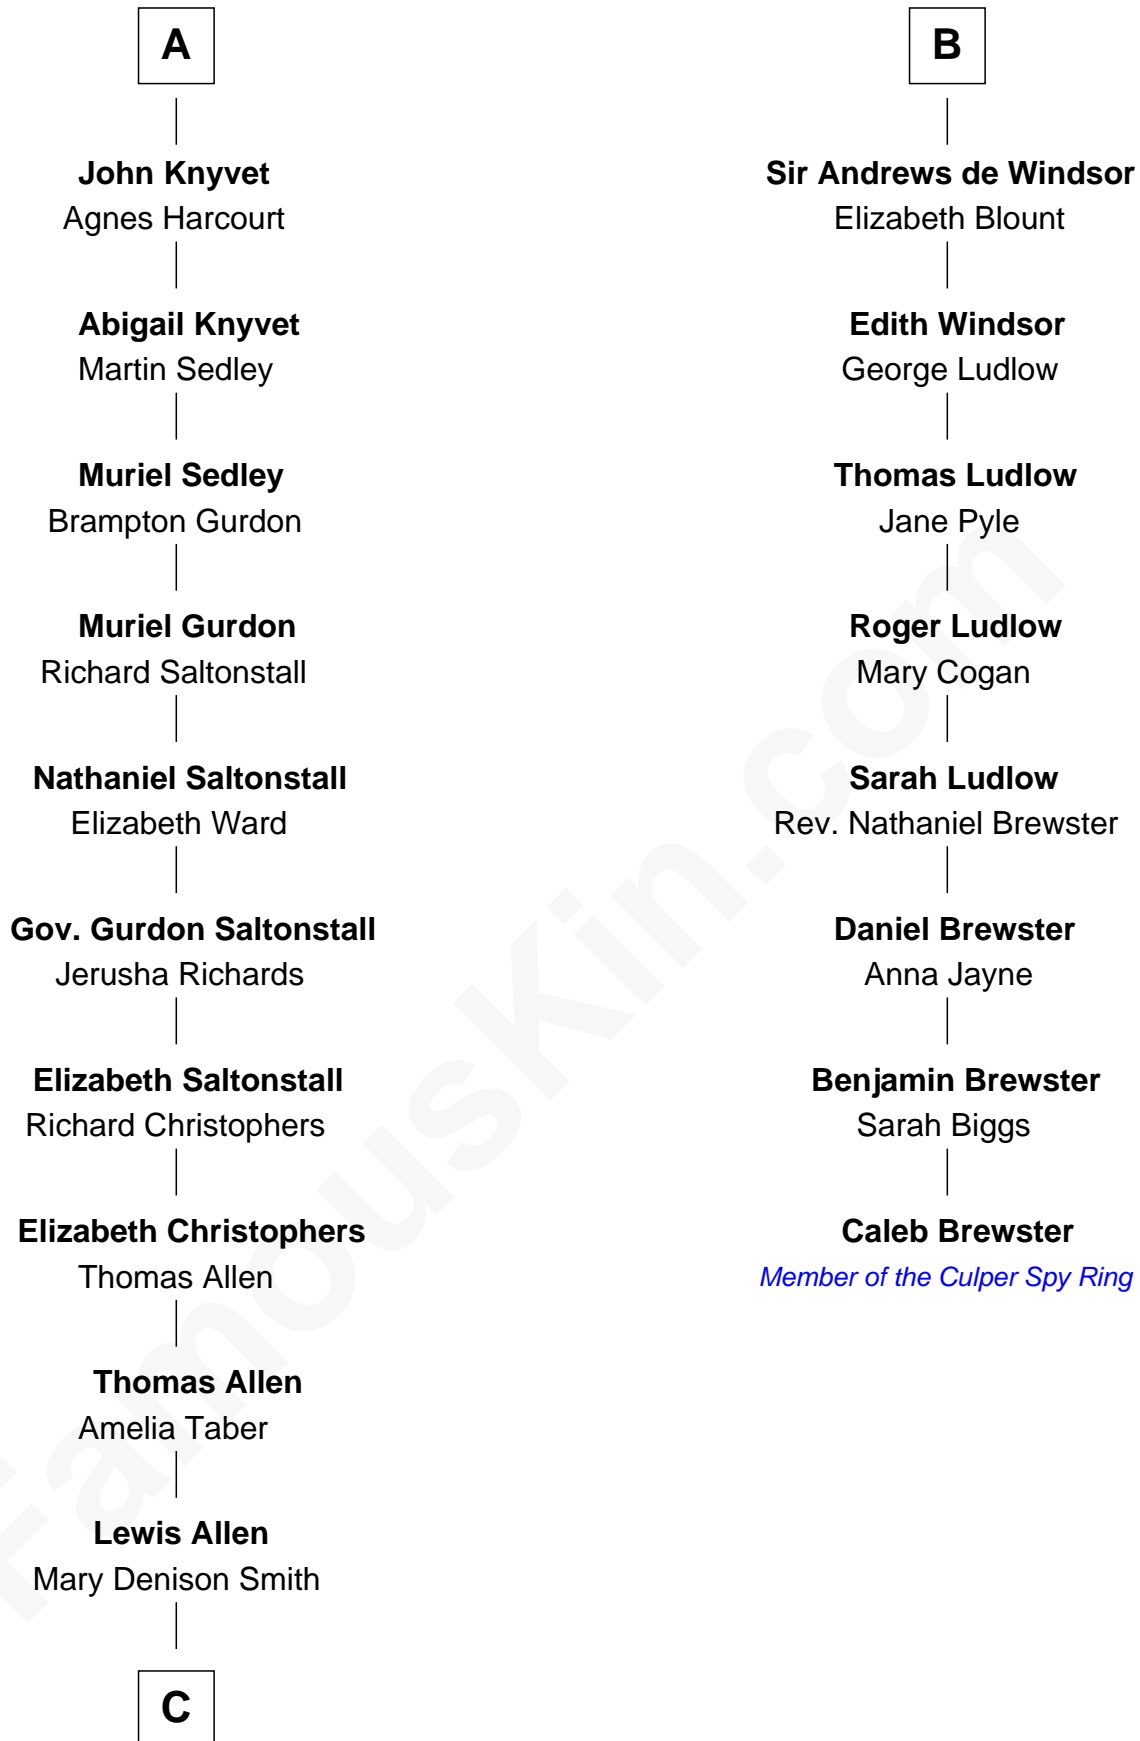 A
John Knyvet
Agnes Harcourt
Abigail Knyvet
Martin Sedley
Muriel Sedley
Brampton Gurdon
Muriel Gurdon
Richard Saltonstall
Nathaniel Saltonstall
Elizabeth Ward
Gov. Gurdon Saltonstall
Jerusha Richards
Elizabeth Saltonstall
Richard Christophers
Elizabeth Christophers
Thomas Allen
Thomas Allen
Amelia Taber
Lewis Allen
Mary Denison Smith
C
B
Sir Andrews de Windsor
Elizabeth Blount
Edith Windsor
George Ludlow
Thomas Ludlow
Jane Pyle
Roger Ludlow
Mary Cogan
Sarah Ludlow
Rev. Nathaniel Brewster
Daniel Brewster
Anna Jayne
Benjamin Brewster
Sarah Biggs
Caleb Brewster
Member of the Culper Spy Ring
FamousKin.com